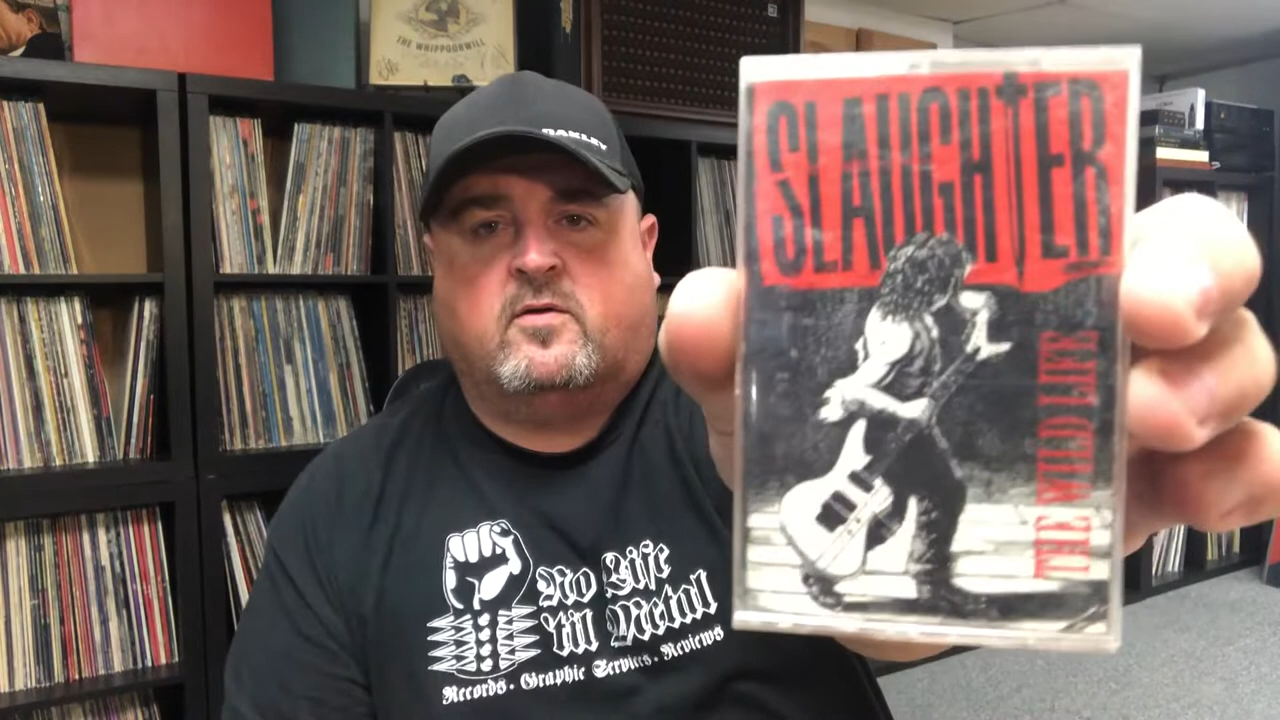 THE WHIPPOORWILL
OAKLEY
SLAUGHTER
THE WILD LIFE
No Life
'til Metal
Records • Graphic Services • Reviews